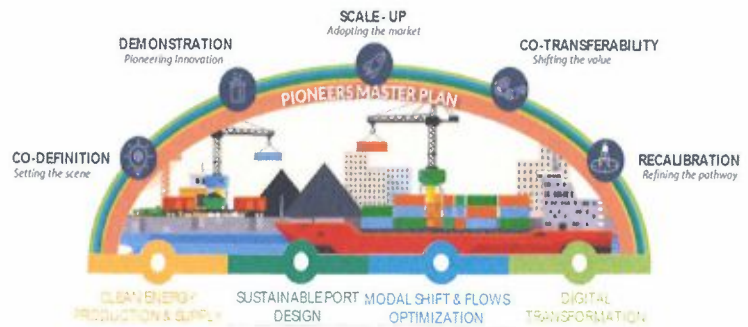 SCALE-UP
Adopting the market
DEMONSTRATION
Pioneering Innovation
CO-TRANSFERABILITY
Shifting the value
PIONEERS MASTER PLAN
CO-DEFINITION
Setting the scene
RECALIBRATION
Refining the pathway
CLEAN ENERGY
PRODUCTION & SUPPLY
SUSTAINABLE PORT
DESIGN
MODAL SHIFT & FLOWS
OPTIMIZATION
DIGITAL
TRANSFORMATION